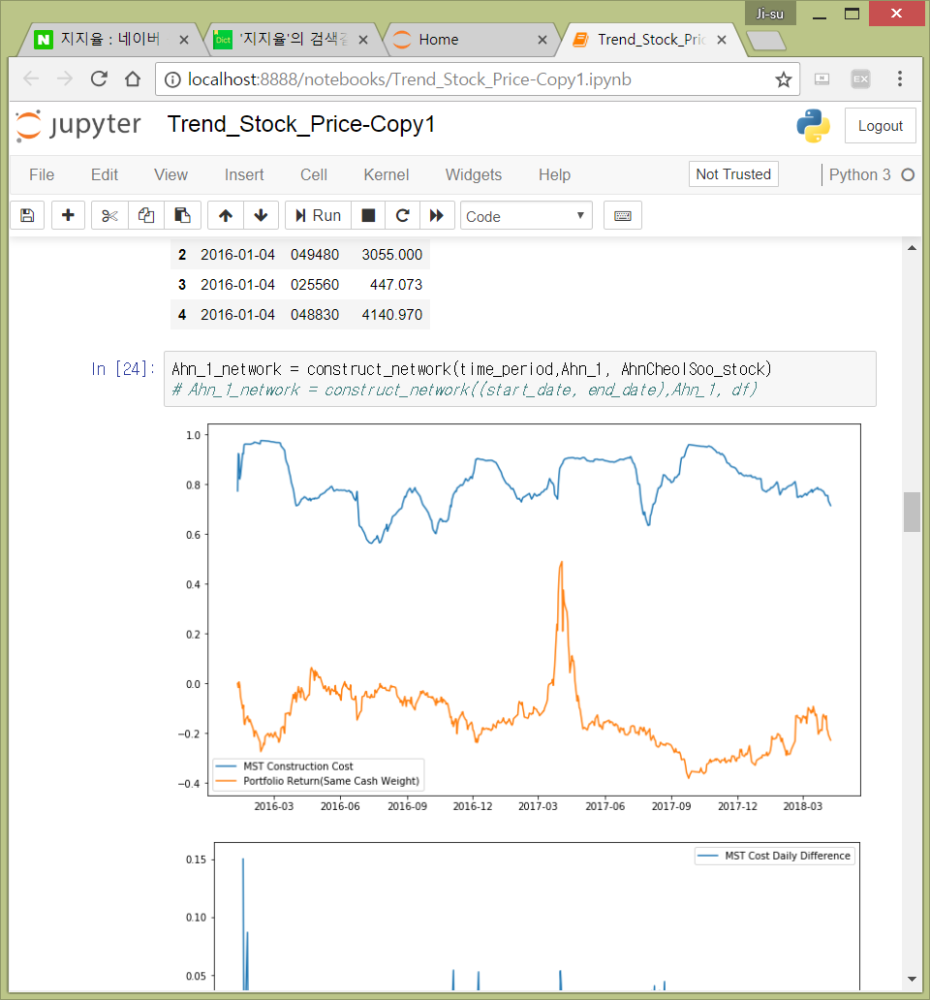 Ji-su
지지율 : 네이버
Dict
'지지율'의 검색
Home
Trend_Stock_Pric
localhost:8888/notebooks/Trend_Stock_Price-Copy1.ipynb
EX
jupyter
Trend_Stock_Price-Copy1
Logout
File Edit View Insert Cell Kernel Widgets Help
Not Trusted
Python 3
Run
Code
2 2016-01-04 049480 3055.000
3 2016-01-04 025560 447.073
4 2016-01-04 048830 4140.970
In [24]:
Ahn_1_network = construct_network(time_period,Ahn_1, AhnCheolSoo_stock)
# Ahn_1_network = construct_network((start_date, end_date),Ahn_1, df)
1.0
0.8
0.6
0.4
0.2
0.0
−0.2
−0.4
MST Construction Cost
Portfolio Return(Same Cash Weight)
2016-03 2016-06 2016-09 2016-12 2017-03 2017-06 2017-09 2017-12 2018-03
MST Cost Daily Difference
0.15
0.10
0.05